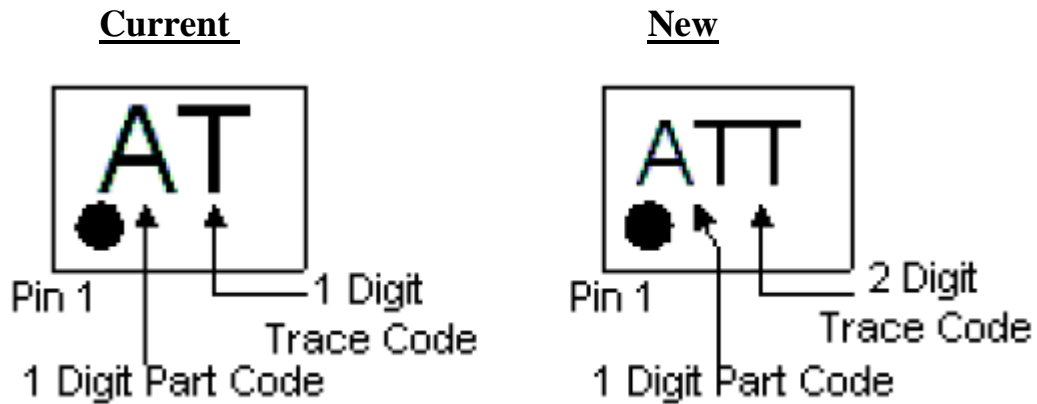 Current New
AT ATT
Pin 1 1 Digit Pin 1 2 Digit
Trace Code Trace Code
1 Digit Part Code 1 Digit Part Code